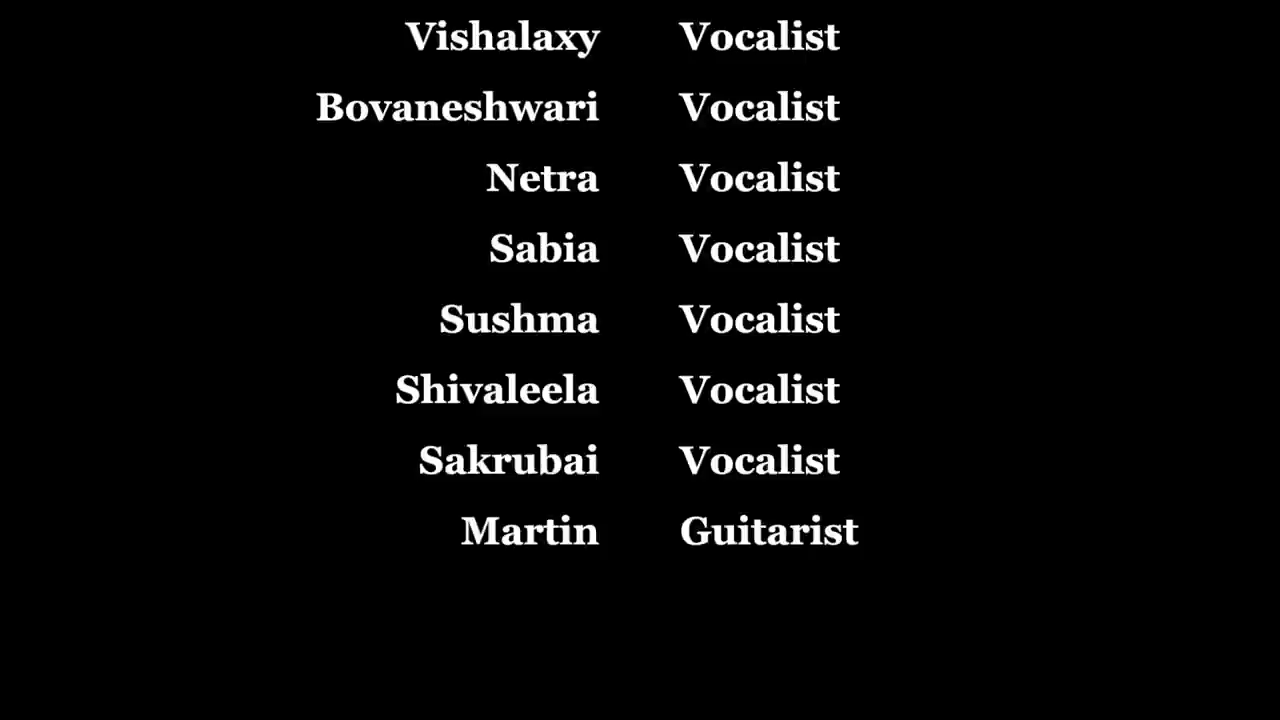 Vishalaxy Vocalist
Bovaneshwari Vocalist
Netra Vocalist
Sabia Vocalist
Sushma Vocalist
Shivaleela Vocalist
Sakrubai Vocalist
Martin Guitarist